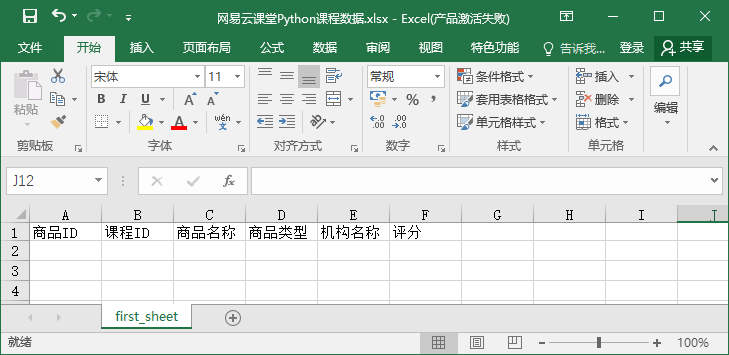 网易云课堂Python课程数据.xlsx - Excel(产品激活失败)
文件 开始 插入 页面布局 公式 数据 审阅 视图 特色功能 告诉我... 登录 共享
宋体 11 常规 条件格式 插入
粘贴 B I U A A % , 套用表格格式 删除 编辑
A wén 文 .0 .00 .00 .0 单元格样式 格式
剪贴板 字体 对齐方式 数字 样式 单元格
J12 fx
A B C D E F G H I J
1 商品ID 课程ID 商品名称 商品类型 机构名称 评分
2
3
4
first_sheet
就绪 100%